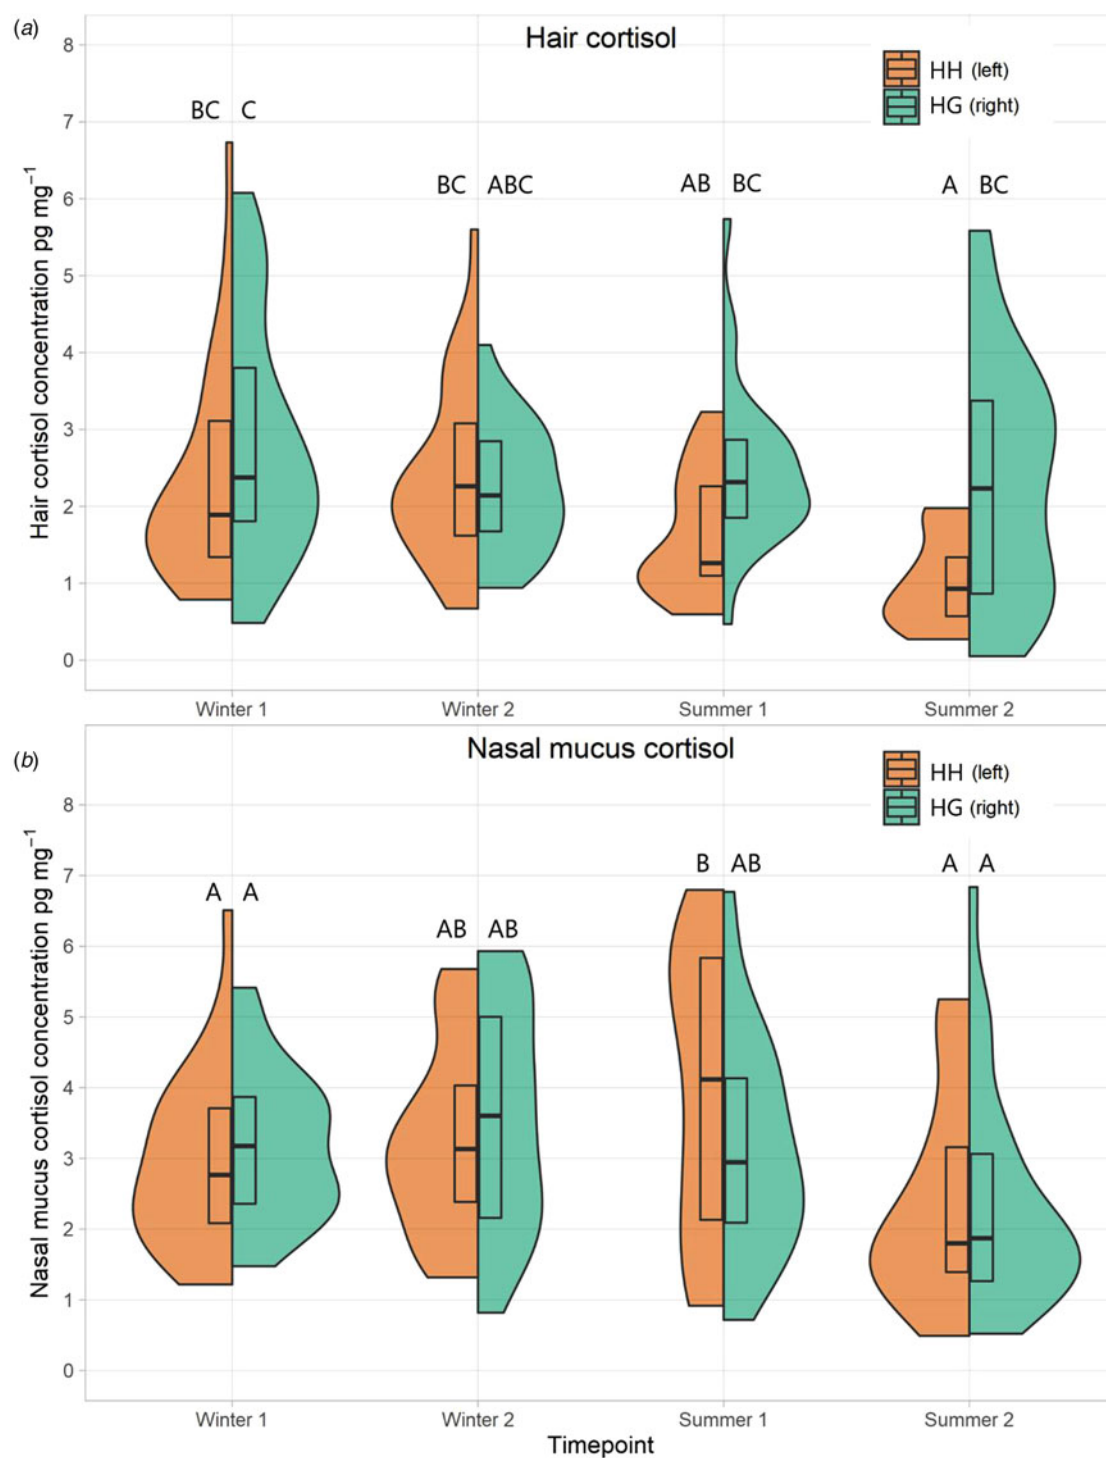 (a)
Hair cortisol
HH (left)
HG (right)
8
7
6
5
4
3
2
1
0
Hair cortisol concentration pg mg⁻¹
BC C
BC ABC
AB BC
A BC
Winter 1
Winter 2
Summer 1
Summer 2
(b)
Nasal mucus cortisol
HH (left)
HG (right)
8
7
6
5
4
3
2
1
0
Nasal mucus cortisol concentration pg mg⁻¹
A A
AB AB
B AB
A A
Winter 1
Winter 2
Summer 1
Summer 2
Timepoint